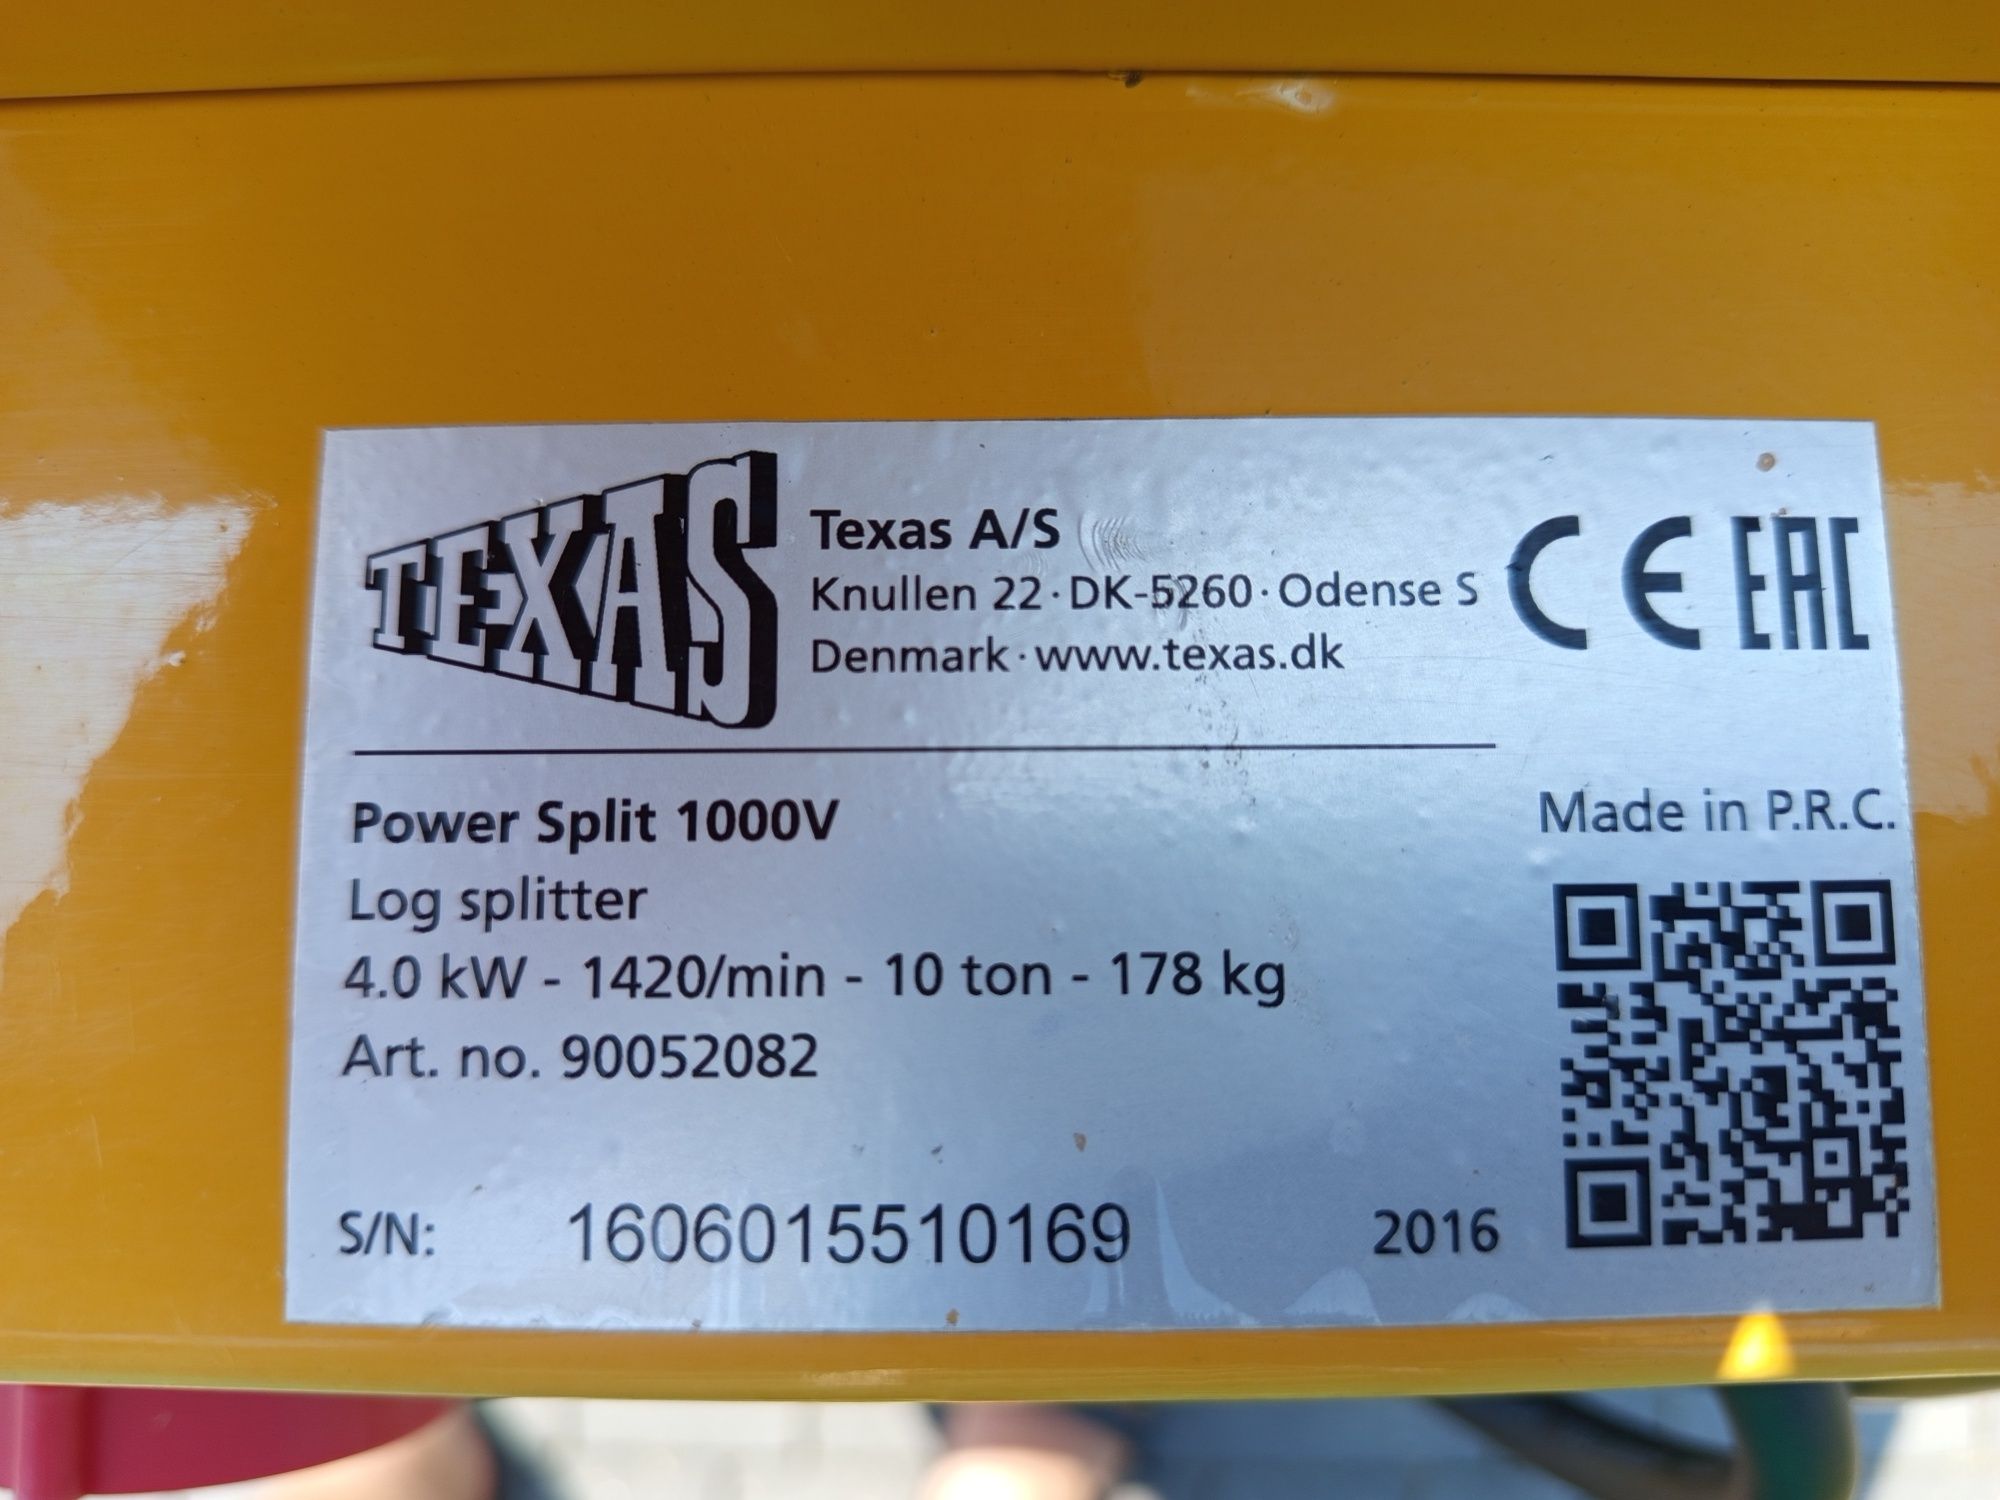 TEXAS
Texas A/S
Knullen 22 · DK-5260 · Odense S
Denmark · www.texas.dk
CE EAC
Power Split 1000V
Made in P.R.C.
Log splitter
4.0 kW - 1420/min - 10 ton - 178 kg
Art. no. 90052082
S/N: 1606015510169 2016